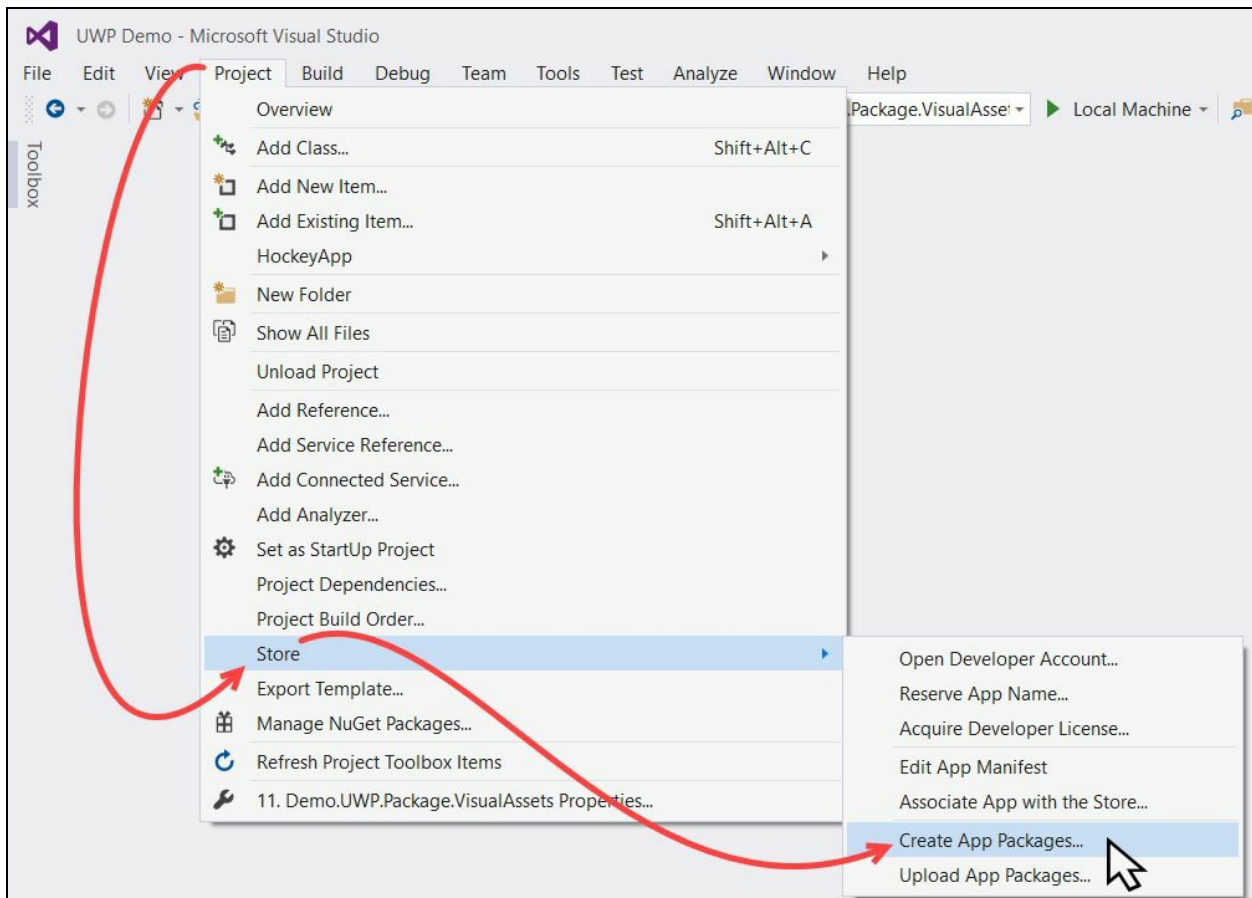 UWP Demo - Microsoft Visual Studio
File Edit View Project Build Debug Team Tools Test Analyze Window Help
.Package.VisualAsset Local Machine
Toolbox
Overview
Add Class... Shift+Alt+C
Add New Item...
Add Existing Item... Shift+Alt+A
HockeyApp
New Folder
Show All Files
Unload Project
Add Reference...
Add Service Reference...
Add Connected Service...
Add Analyzer...
Set as StartUp Project
Project Dependencies...
Project Build Order...
Store
Export Template...
Manage NuGet Packages...
Refresh Project Toolbox Items
11. Demo.UWP.Package.VisualAssets Properties...
Open Developer Account...
Reserve App Name...
Acquire Developer License...
Edit App Manifest
Associate App with the Store...
Create App Packages...
Upload App Packages...